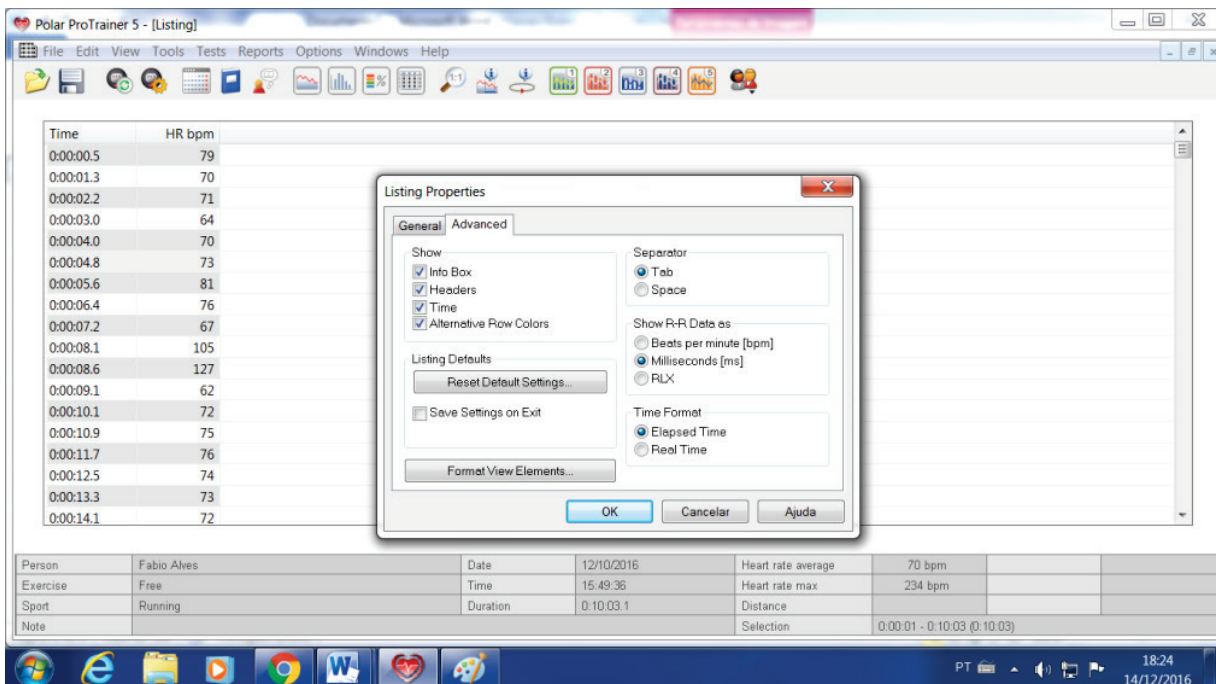 Polar ProTrainer 5 - [Listing]
File Edit View Tools Tests Reports Options Windows Help
Time HR bpm
0:00:00.5 79
0:00:01.3 70
0:00:02.2 71
0:00:03.0 64
0:00:04.0 70
0:00:04.8 73
0:00:05.6 81
0:00:06.4 76
0:00:07.2 67
0:00:08.1 105
0:00:08.6 127
0:00:09.1 62
0:00:10.1 72
0:00:10.9 75
0:00:11.7 76
0:00:12.5 74
0:00:13.3 73
0:00:14.1 72
Listing Properties
General Advanced
Show
Info Box
Headers
Time
Alternative Row Colors
Listing Defaults
Reset Default Settings...
Save Settings on Exit
Format View Elements...
Separator
Tab
Space
Show R-R Data as
Beats per minute [bpm]
Milliseconds [ms]
RLX
Time Format
Elapsed Time
Real Time
OK Cancelar Ajuda
Person Fabio Alves Date 12/10/2016 Heart rate average 70 bpm
Exercise Free Time 15:49:36 Heart rate max 234 bpm
Sport Running Duration 0:10:03.1 Distance
Note Selection 0:00:01 - 0:10:03 (0:10:03)
PT 18:24
14/12/2016